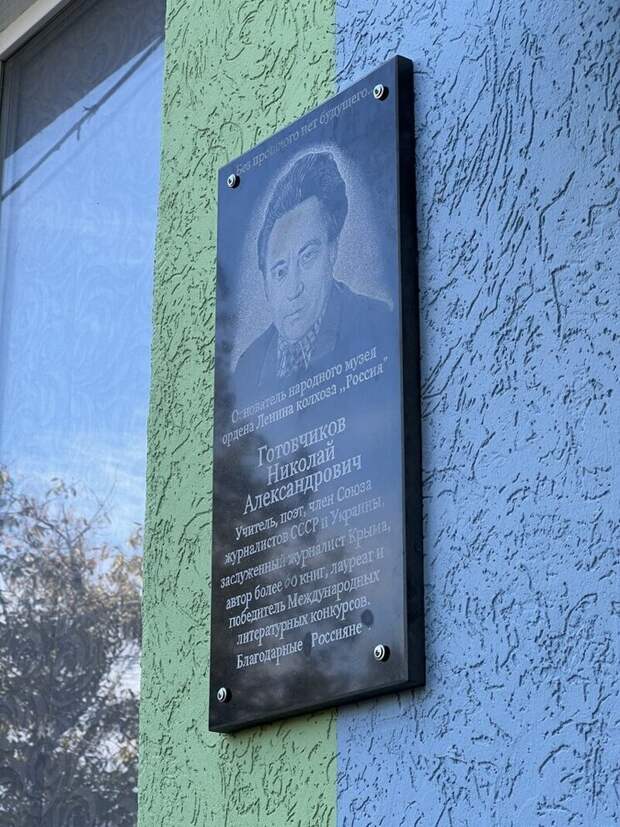 Без прошлого нет будущего.
Основатель народного музея
ордена Ленина колхоза „Россия"
Готовчиков
Николай
Александрович
Учитель, поэт, член Союза
журналистов СССР и Украины,
заслуженный журналист Крыма,
автор более книг, лауреат и
победитель Международных
литературных конкурсов.
Благодарные Россияне.